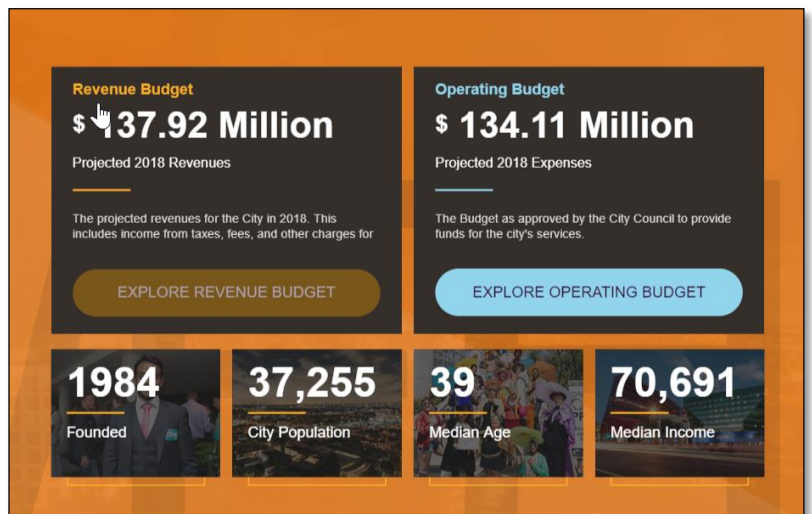 Revenue Budget
$ 137.92 Million
Projected 2018 Revenues
The projected revenues for the City in 2018. This
includes income from taxes, fees, and other charges for
EXPLORE REVENUE BUDGET
Operating Budget
$ 134.11 Million
Projected 2018 Expenses
The Budget as approved by the City Council to provide
funds for the city's services.
EXPLORE OPERATING BUDGET
1984
Founded
37,255
City Population
39
Median Age
70,691
Median Income